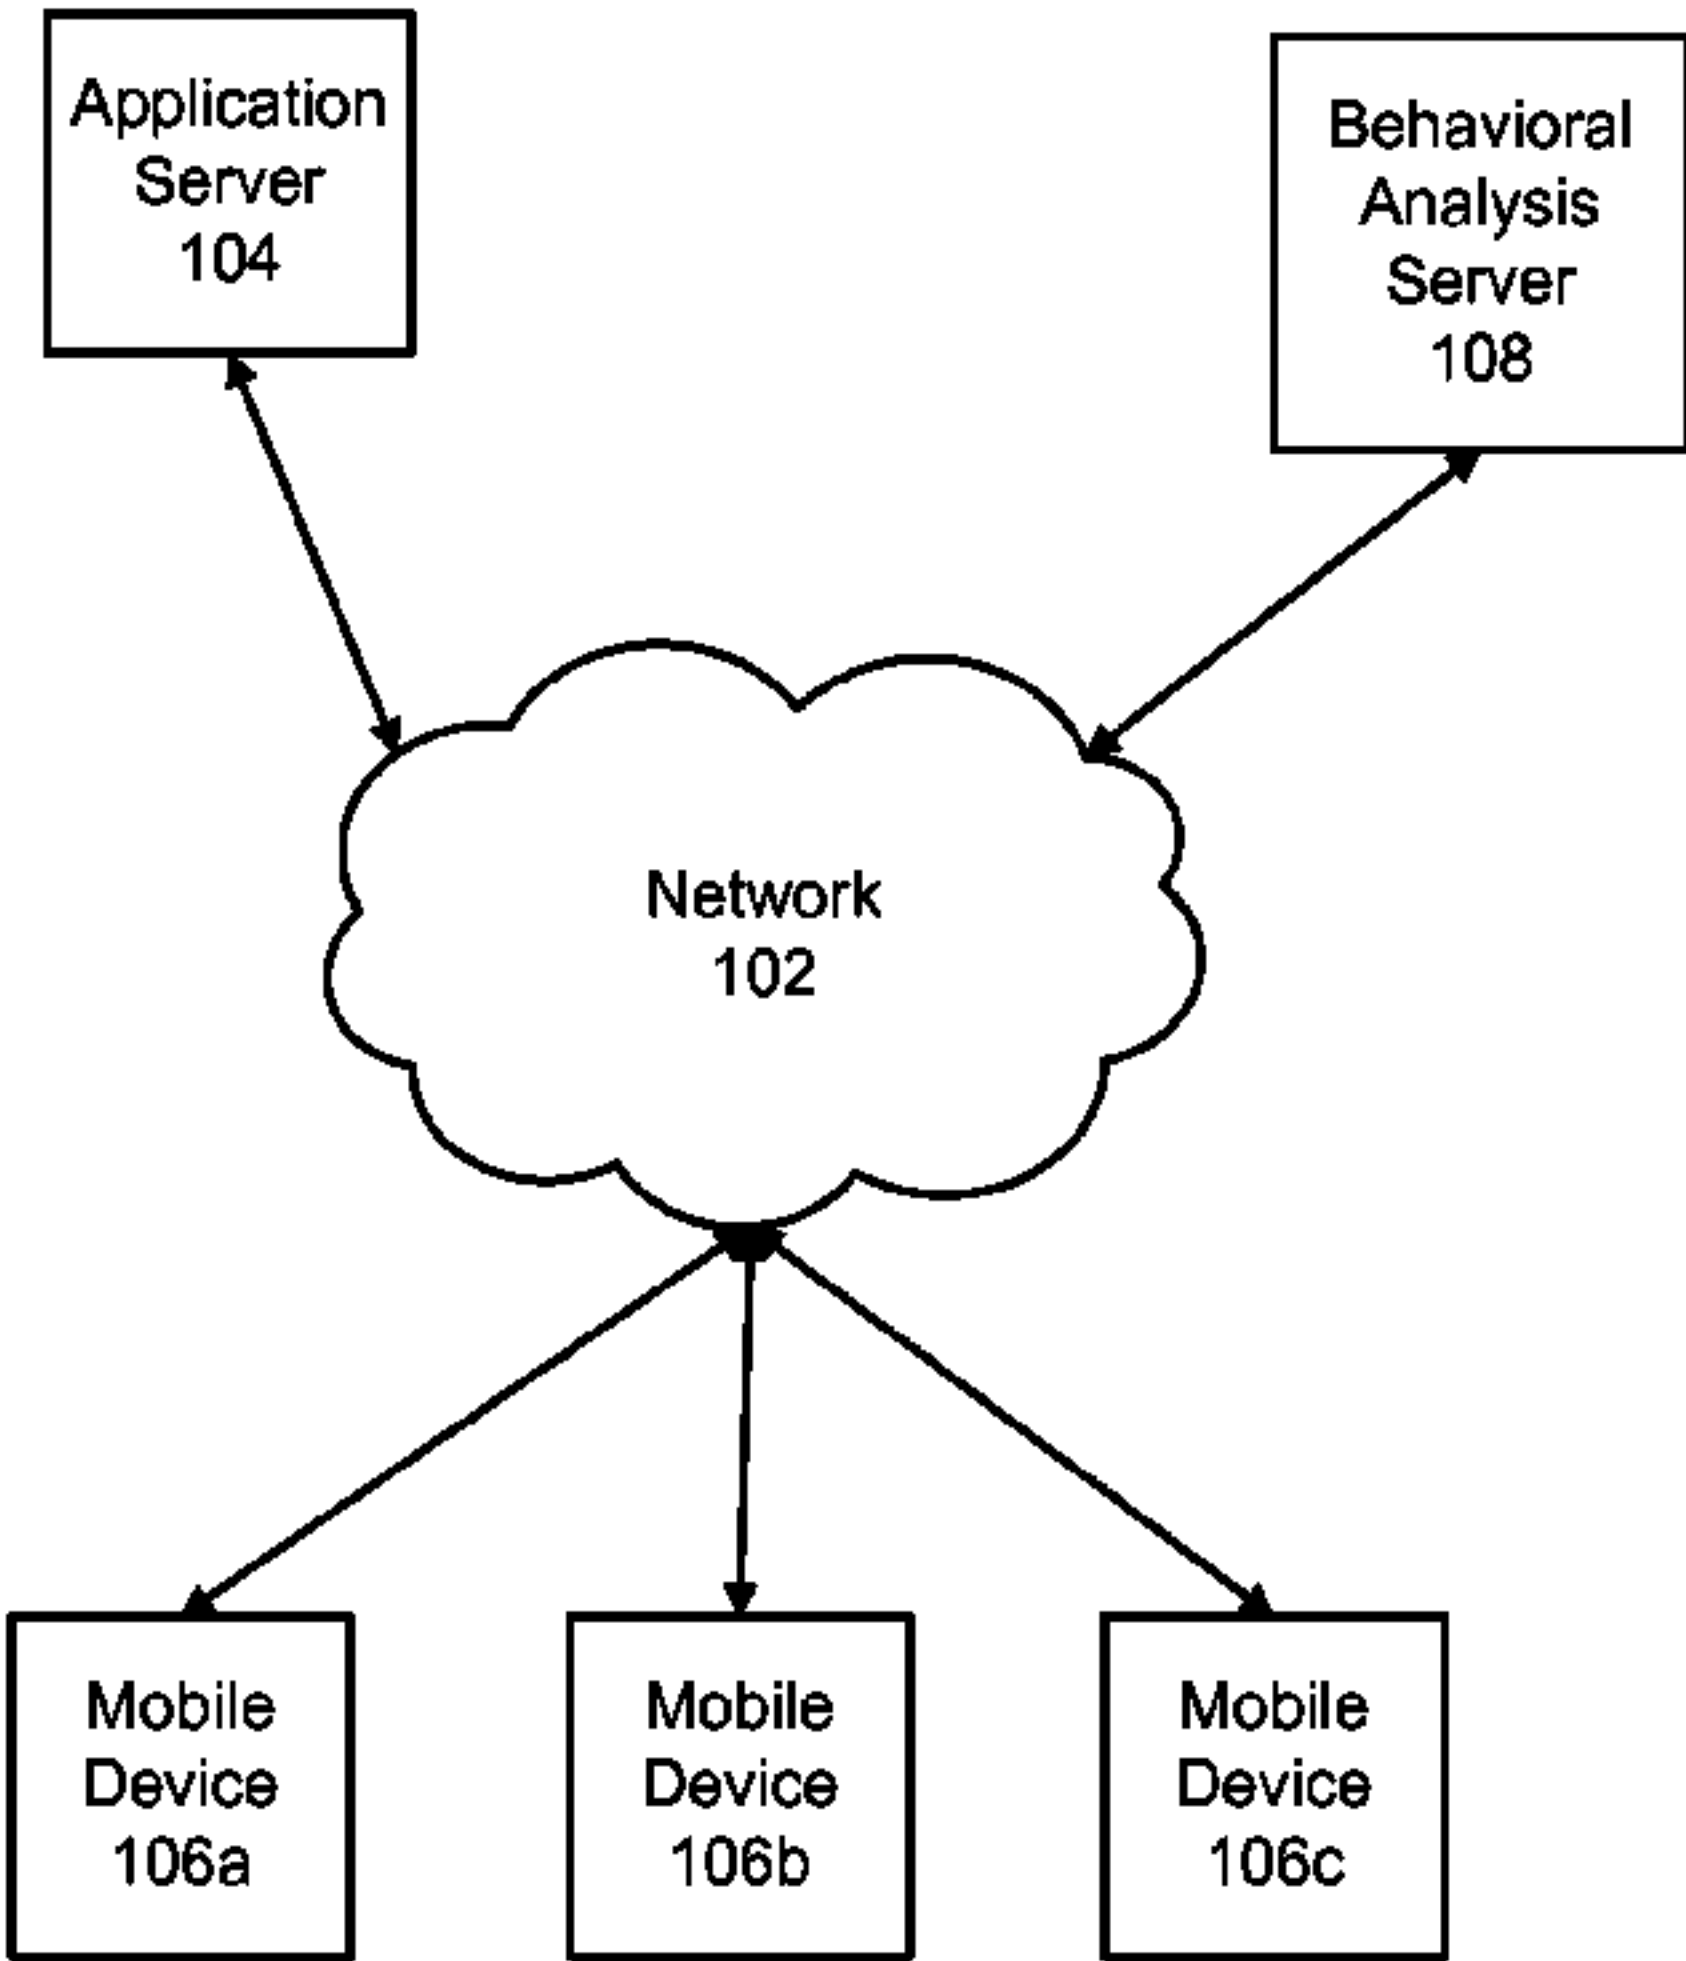 Application
Server
104
Behavioral
Analysis
Server
108
Network
102
Mobile
Device
106a
Mobile
Device
106b
Mobile
Device
106c